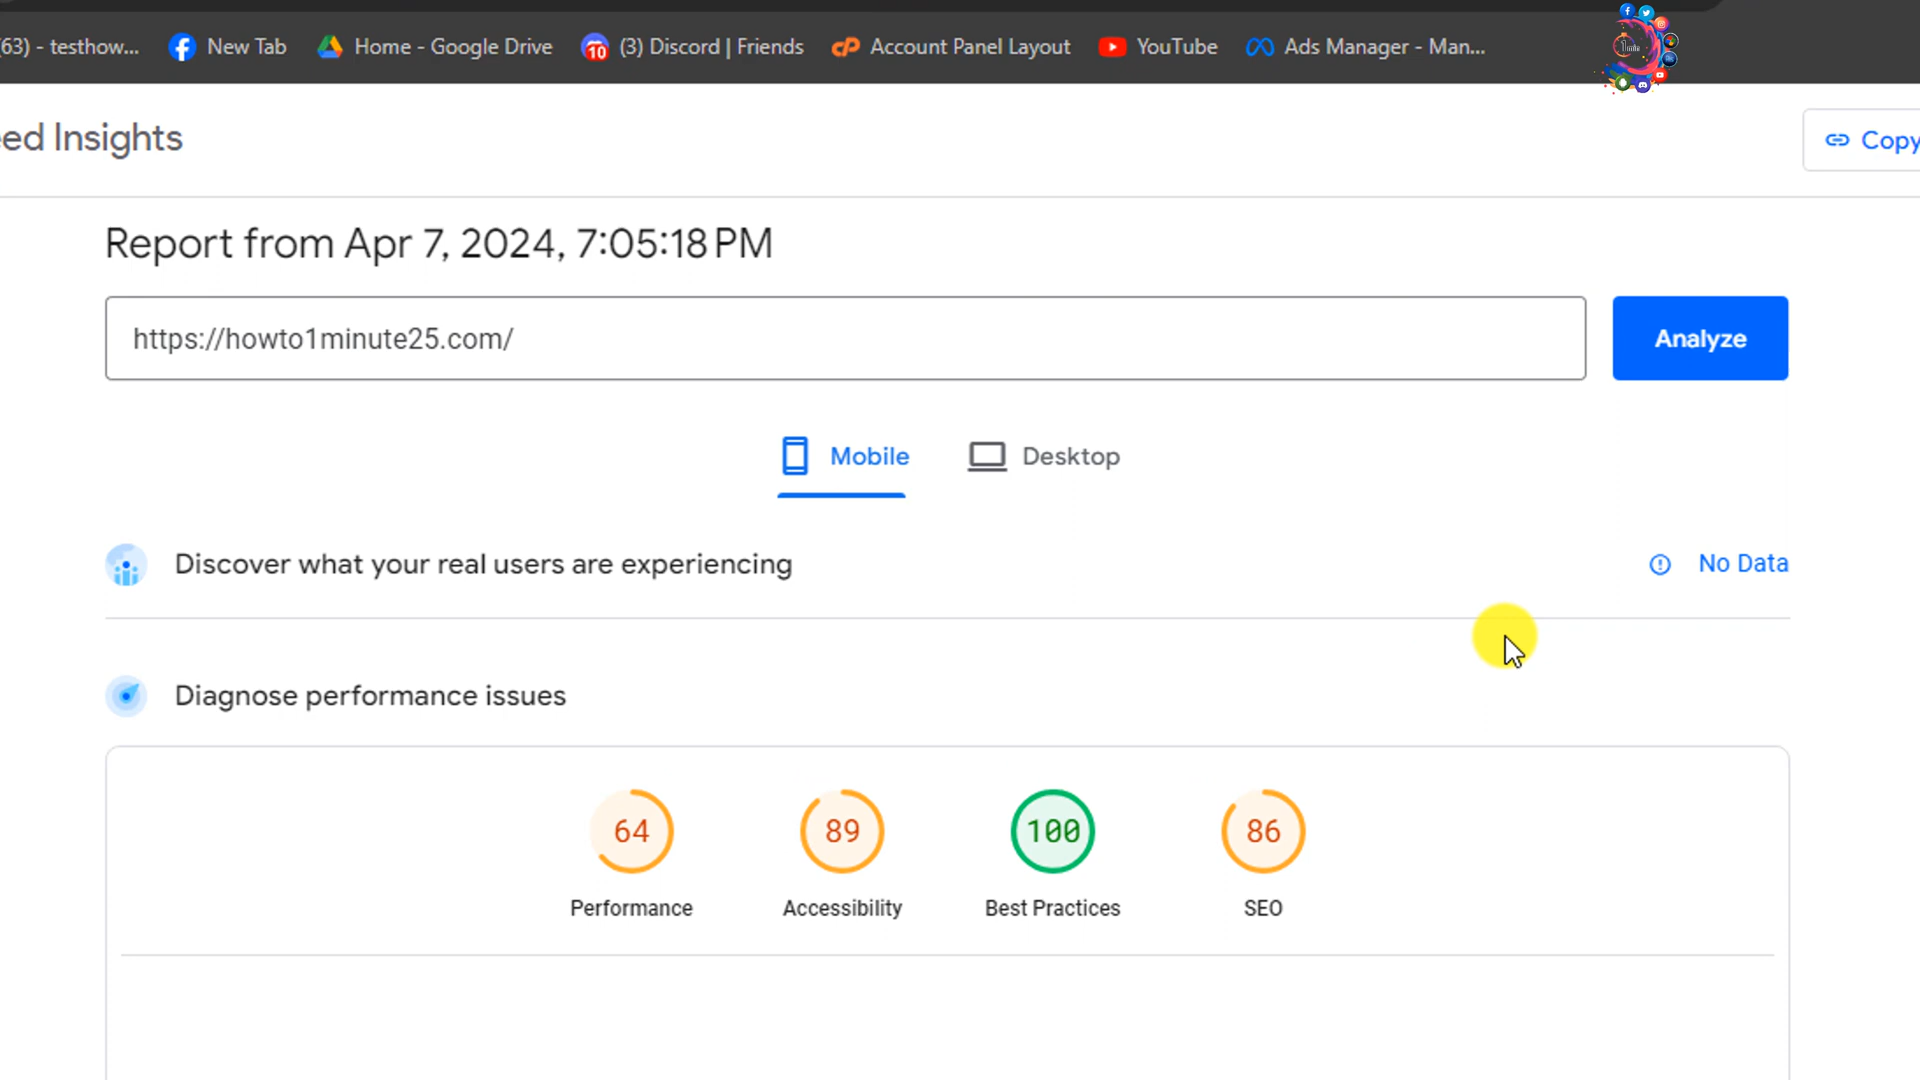 63) - testhow... New Tab Home - Google Drive 10 (3) Discord | Friends Account Panel Layout YouTube Ads Manager - Man...
ed Insights
Copy
Report from Apr 7, 2024, 7:05:18 PM
https://howto1minute25.com/
Analyze
Mobile Desktop
Discover what your real users are experiencing
No Data
Diagnose performance issues
64 89 100 86
Performance Accessibility Best Practices SEO